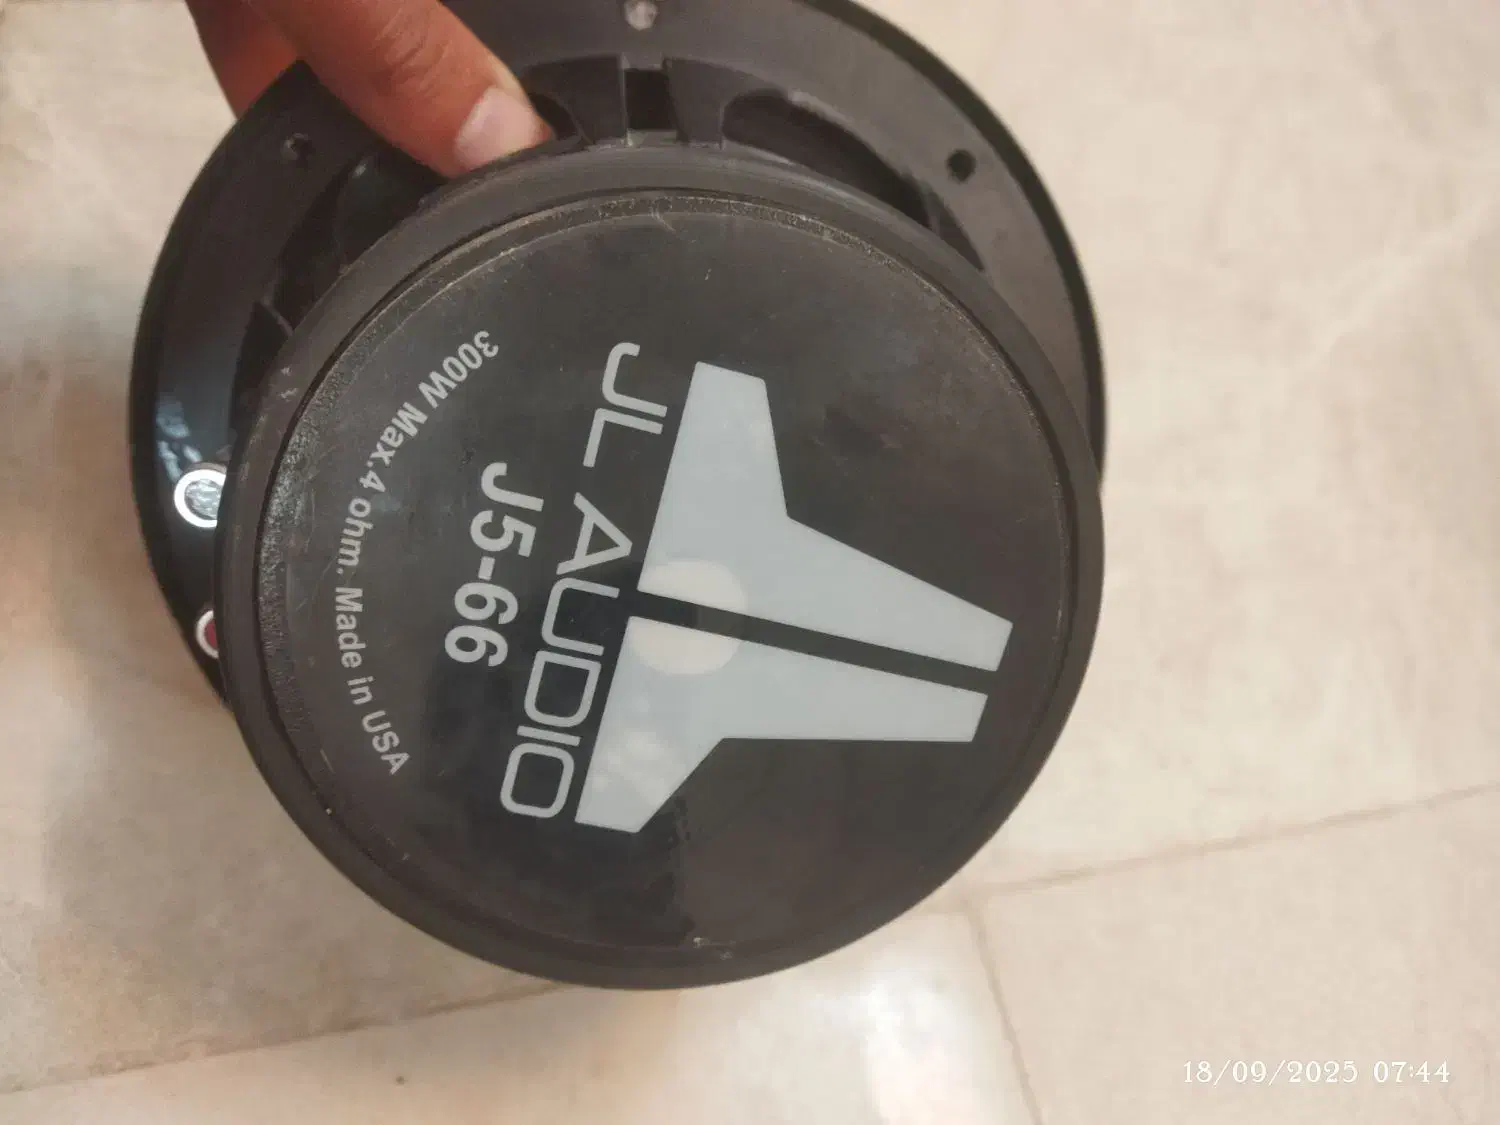 JL AUDIO
J5-66
300W Max.4 ohm. Made in USA
18/09/2025 07:44